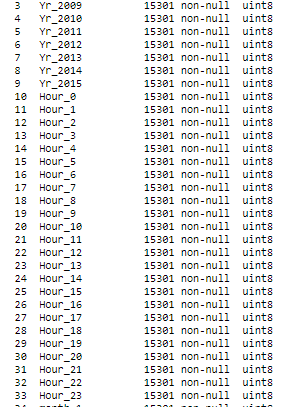 3 Yr_2009 15301 non-null uint8
4 Yr_2010 15301 non-null uint8
5 Yr_2011 15301 non-null uint8
6 Yr_2012 15301 non-null uint8
7 Yr_2013 15301 non-null uint8
8 Yr_2014 15301 non-null uint8
9 Yr_2015 15301 non-null uint8
10 Hour_0 15301 non-null uint8
11 Hour_1 15301 non-null uint8
12 Hour_2 15301 non-null uint8
13 Hour_3 15301 non-null uint8
14 Hour_4 15301 non-null uint8
15 Hour_5 15301 non-null uint8
16 Hour_6 15301 non-null uint8
17 Hour_7 15301 non-null uint8
18 Hour_8 15301 non-null uint8
19 Hour_9 15301 non-null uint8
20 Hour_10 15301 non-null uint8
21 Hour_11 15301 non-null uint8
22 Hour_12 15301 non-null uint8
23 Hour_13 15301 non-null uint8
24 Hour_14 15301 non-null uint8
25 Hour_15 15301 non-null uint8
26 Hour_16 15301 non-null uint8
27 Hour_17 15301 non-null uint8
28 Hour_18 15301 non-null uint8
29 Hour_19 15301 non-null uint8
30 Hour_20 15301 non-null uint8
31 Hour_21 15301 non-null uint8
32 Hour_22 15301 non-null uint8
33 Hour_23 15301 non-null uint8